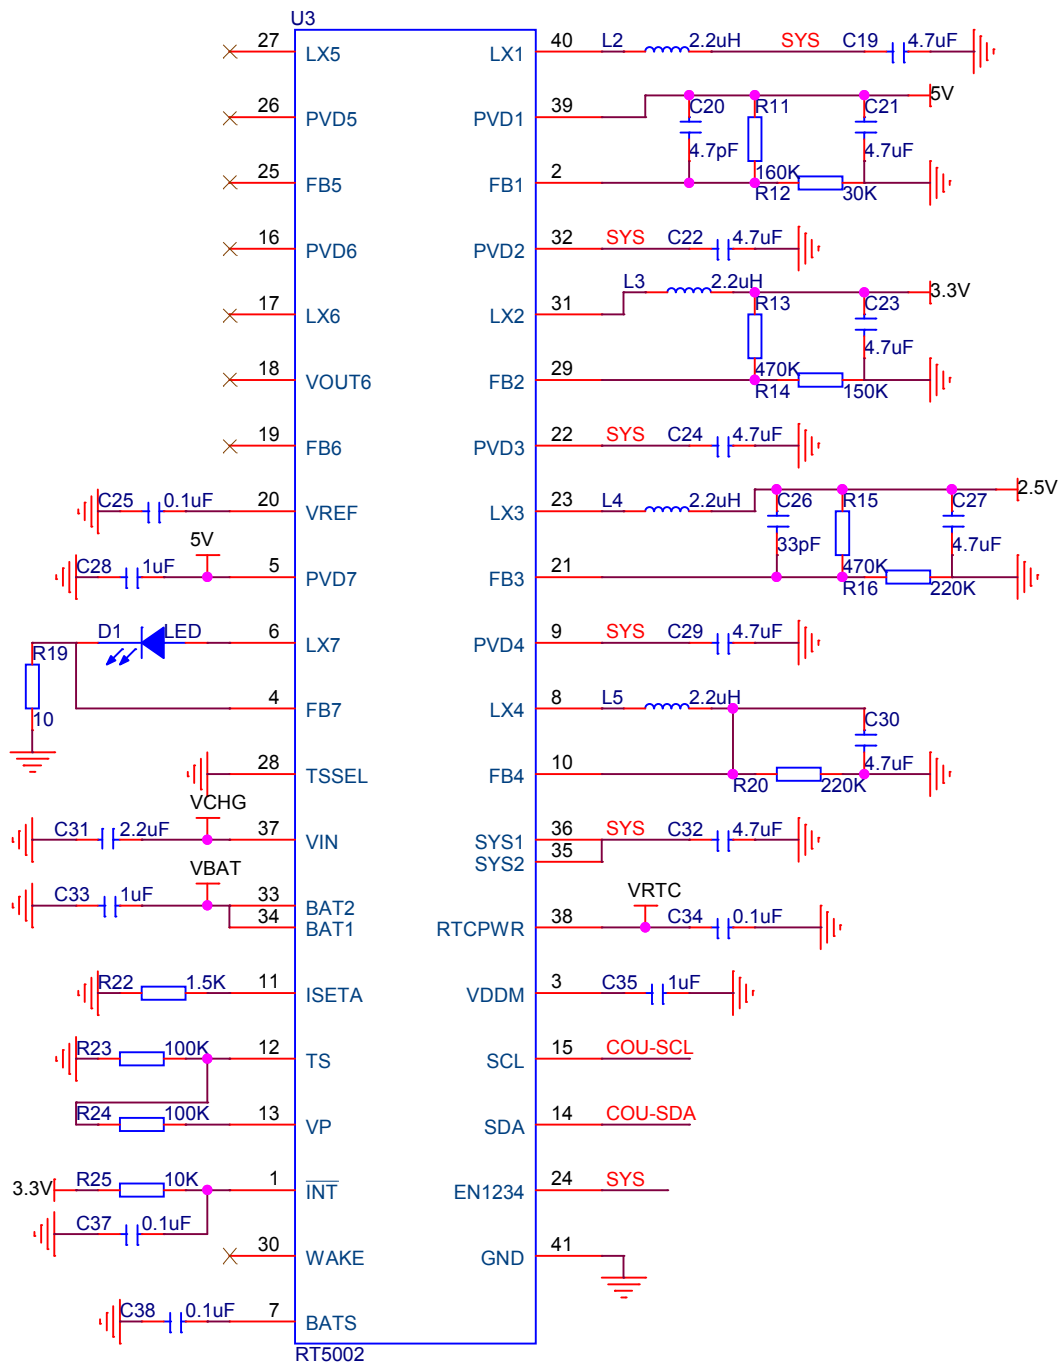 U3
27 LX5 LX1 40 L2 2.2uH SYS C19 4.7uF
5V
26 PVD5 PVD1 39 C20 R11 C21
4.7pF 4.7uF
25 FB5 FB1 2 160K
R12 30K
16 PVD6 PVD2 32 SYS C22 4.7uF
L3 2.2uH 3.3V
17 LX6 LX2 31 R13 C23
4.7uF
18 VOUT6 FB2 29 470K
R14 150K
19 FB6 PVD3 22 SYS C24 4.7uF
2.5V
C25 0.1uF 20 VREF LX3 23 L4 2.2uH C26 R15 C27
5V 33pF 4.7uF
C28 1uF 5 PVD7 FB3 21 470K
R16 220K
D1 LED 6 LX7 PVD4 9 SYS C29 4.7uF
R19
10 4 FB7 LX4 8 L5 2.2uH
C30
4.7uF
28 TSSEL FB4 10 R20 220K
VCHG
C31 2.2uF 37 VIN SYS1 36 SYS C32 4.7uF
SYS2 35
VBAT
C33 1uF 33 BAT2 VRTC
34 BAT1 RTCPWR 38 C34 0.1uF
R22 1.5K 11 ISETA VDDM 3 C35 1uF
R23 100K 12 TS SCL 15 COU-SCL
R24 100K 13 VP SDA 14 COU-SDA
3.3V R25 10K 1 INT EN1234 24 SYS
C37 0.1uF
30 WAKE GND 41
C38 0.1uF 7 BATS
RT5002